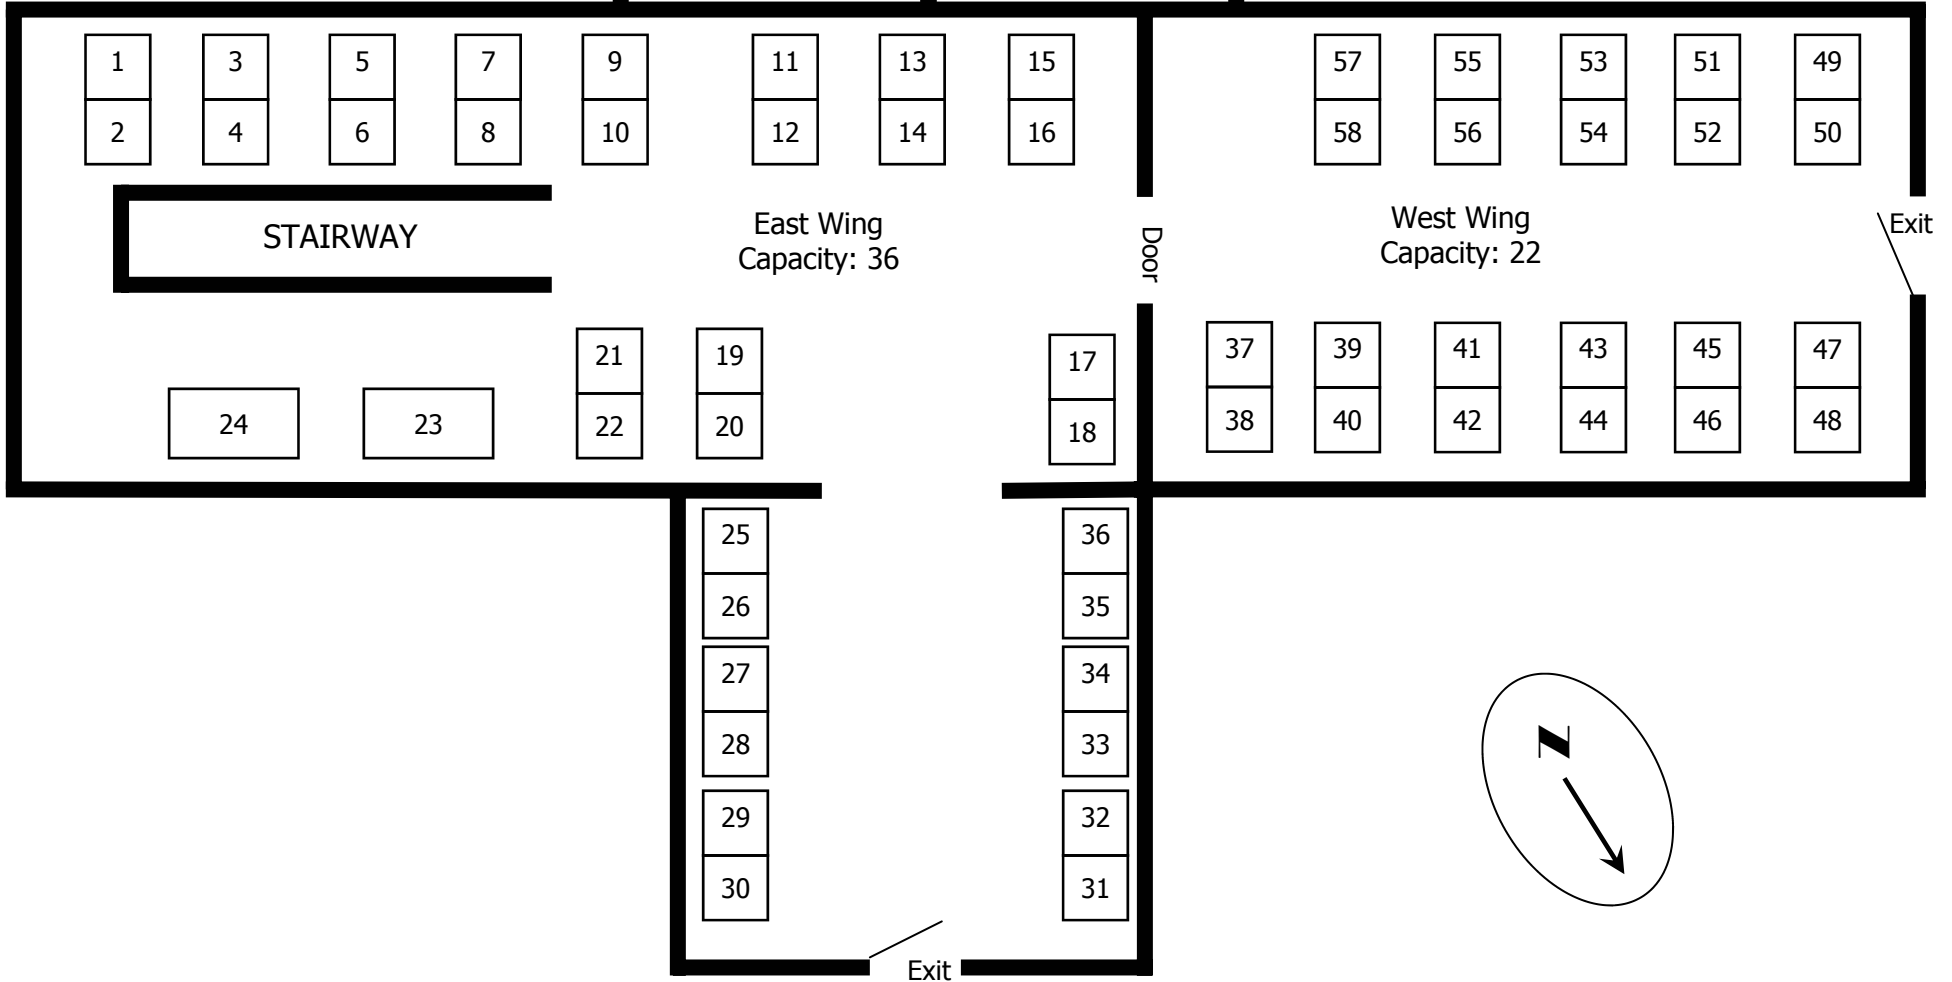 1 3 5 7 9 11 13 15 57 55 53 51 49
2 4 6 8 10 12 14 16 58 56 54 52 50
STAIRWAY
East Wing
Capacity: 36
Door
West Wing
Capacity: 22
Exit
21 19 17 37 39 41 43 45 47
24 23 22 20 18 38 40 42 44 46 48
25 36
26 35
27 34
28 33
29 32
30 31
Exit
N